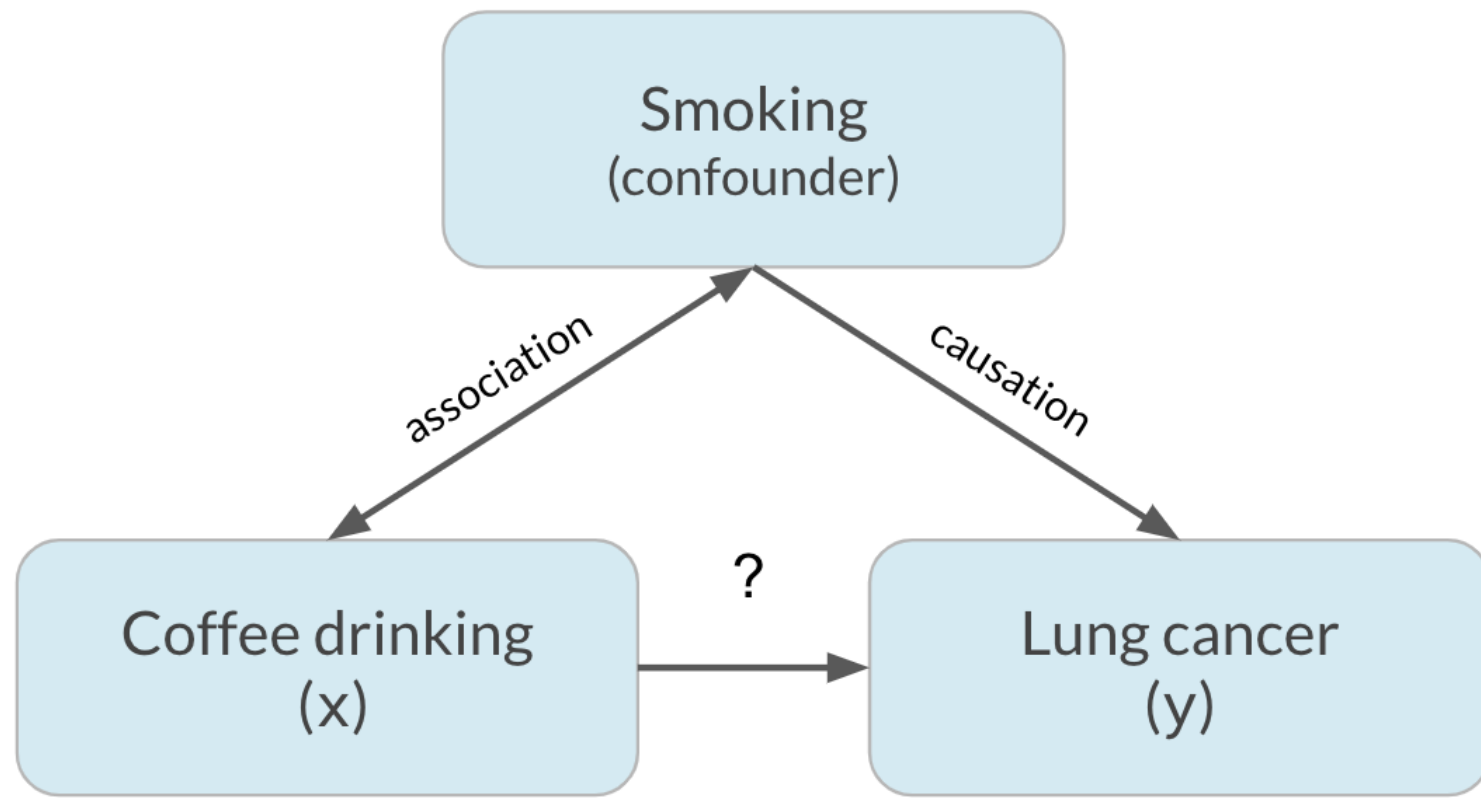 Smoking
(confounder)
association
causation
?
Coffee drinking
(x)
Lung cancer
(y)